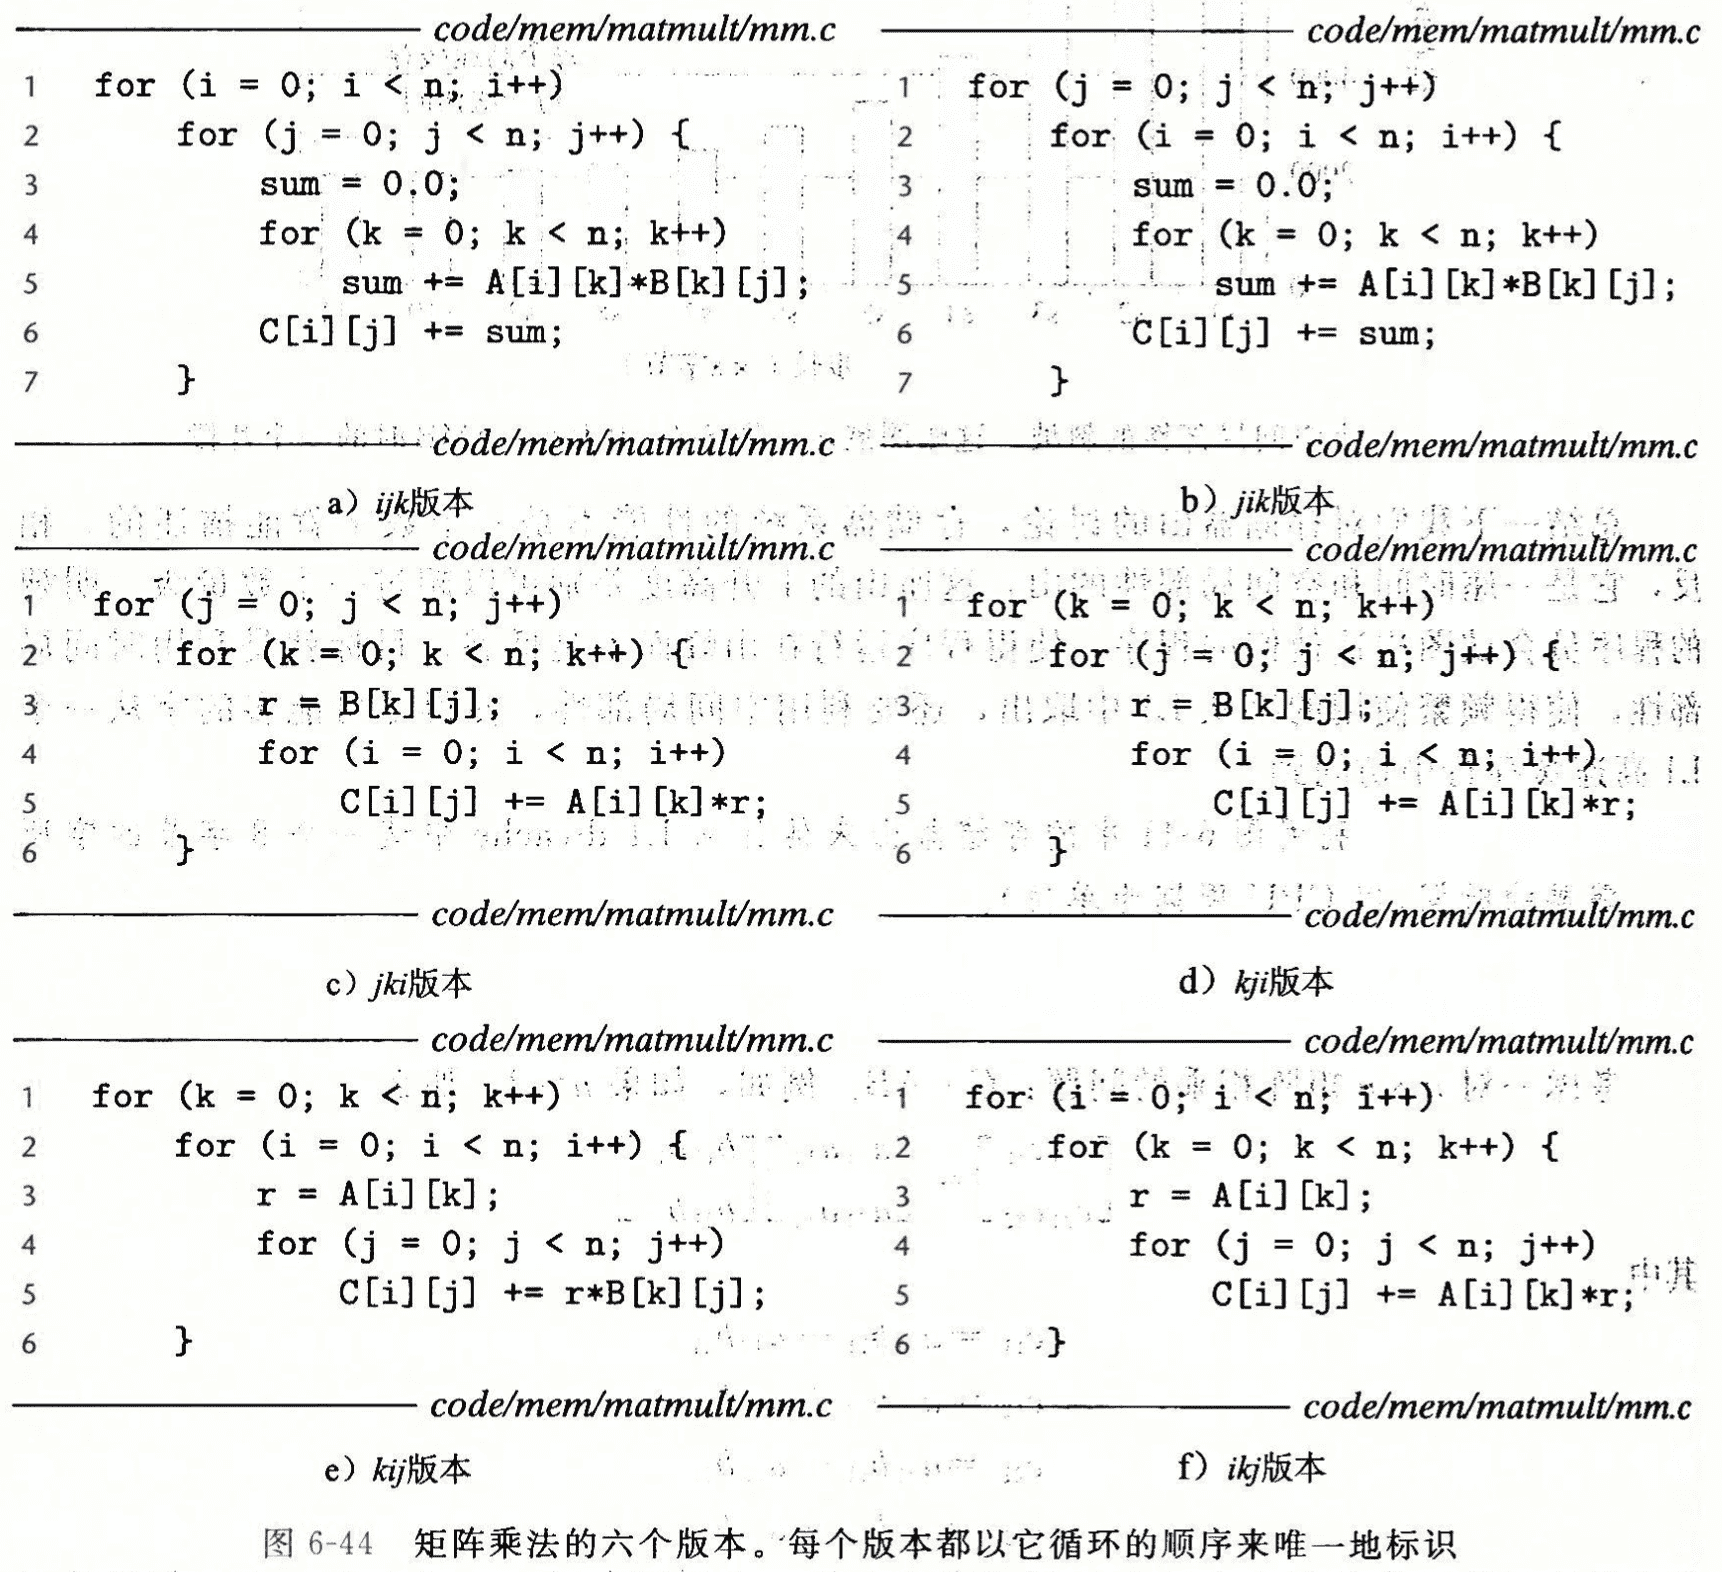 code/mem/matmult/mm.c
1 for (i = 0; i < n; i++)
2 for (j = 0; j < n; j++) {
3 sum = 0.0;
4 for (k = 0; k < n; k++)
5 sum += A[i][k]*B[k][j];
6 C[i][j] += sum;
7 }
code/mem/matmult/mm.c
a) ijk版本
code/mem/matmult/mm.c
1 for (j = 0; j < n; j++)
2 for (i = 0; i < n; i++) {
3 sum = 0.0;
4 for (k = 0; k < n; k++)
5 sum += A[i][k]*B[k][j];
6 C[i][j] += sum;
7 }
code/mem/matmult/mm.c
b) jik版本
code/mem/matmult/mm.c
1 for (j = 0; j < n; j++)
2 for (k = 0; k < n; k++) {
3 r = B[k][j];
4 for (i = 0; i < n; i++)
5 C[i][j] += A[i][k]*r;
6 }
code/mem/matmult/mm.c
c) jki版本
code/mem/matmult/mm.c
1 for (k = 0; k < n; k++)
2 for (j = 0; j < n; j++) {
3 r = B[k][j];
4 for (i = 0; i < n; i++)
5 C[i][j] += A[i][k]*r;
6 }
code/mem/matmult/mm.c
d) kji版本
code/mem/matmult/mm.c
1 for (k = 0; k < n; k++)
2 for (i = 0; i < n; i++) {
3 r = A[i][k];
4 for (j = 0; j < n; j++)
5 C[i][j] += r*B[k][j];
6 }
code/mem/matmult/mm.c
e) kij版本
code/mem/matmult/mm.c
1 for (i = 0; i < n; i++)
2 for (k = 0; k < n; k++) {
3 r = A[i][k];
4 for (j = 0; j < n; j++)
5 C[i][j] += A[i][k]*r;
6 }
code/mem/matmult/mm.c
f) ikj版本
图 6-44 矩阵乘法的六个版本。每个版本都以它循环的顺序来唯一地标识